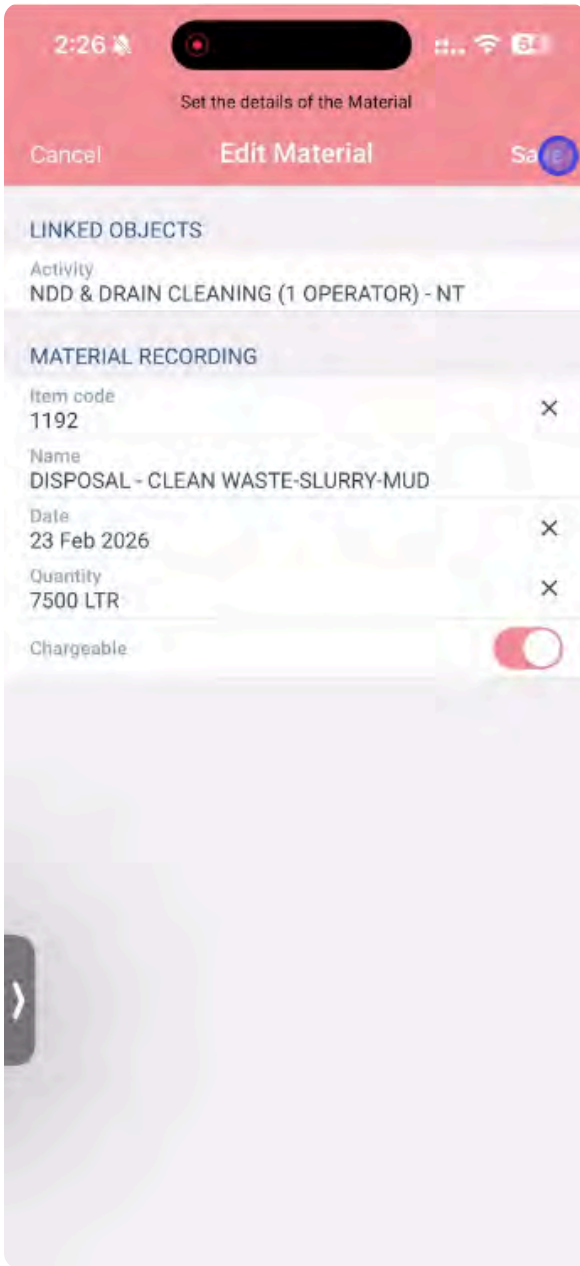 2:26
Set the details of the Material
Cancel Edit Material
LINKED OBJECTS
Activity
NDD & DRAIN CLEANING (1 OPERATOR) - NT
MATERIAL RECORDING
Item code
1192
Name
DISPOSAL - CLEAN WASTE-SLURRY-MUD
Date
23 Feb 2026
Quantity
7500 LTR
Chargeable